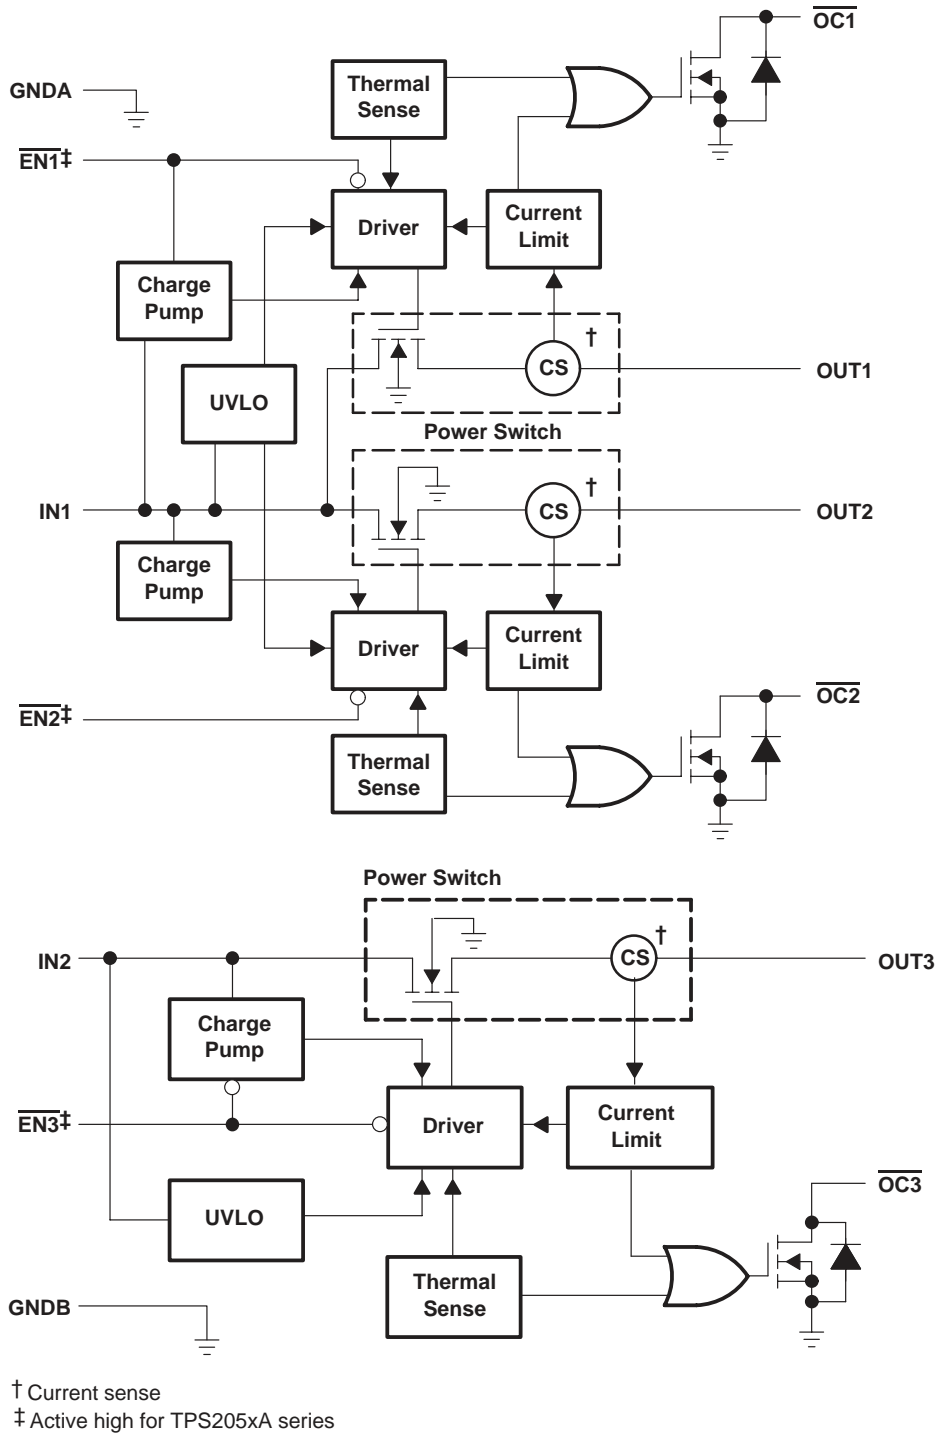 OC1
Thermal
Sense
GNDA
EN1‡
Driver
Current
Limit
Charge
Pump
†
CS
OUT1
UVLO
Power Switch
†
IN1
CS
OUT2
Charge
Pump
Driver
Current
Limit
EN2‡
OC2
Thermal
Sense
Power Switch
†
IN2
CS
OUT3
Charge
Pump
EN3‡
Driver
Current
Limit
OC3
UVLO
Thermal
Sense
GNDB
† Current sense
‡ Active high for TPS205xA series